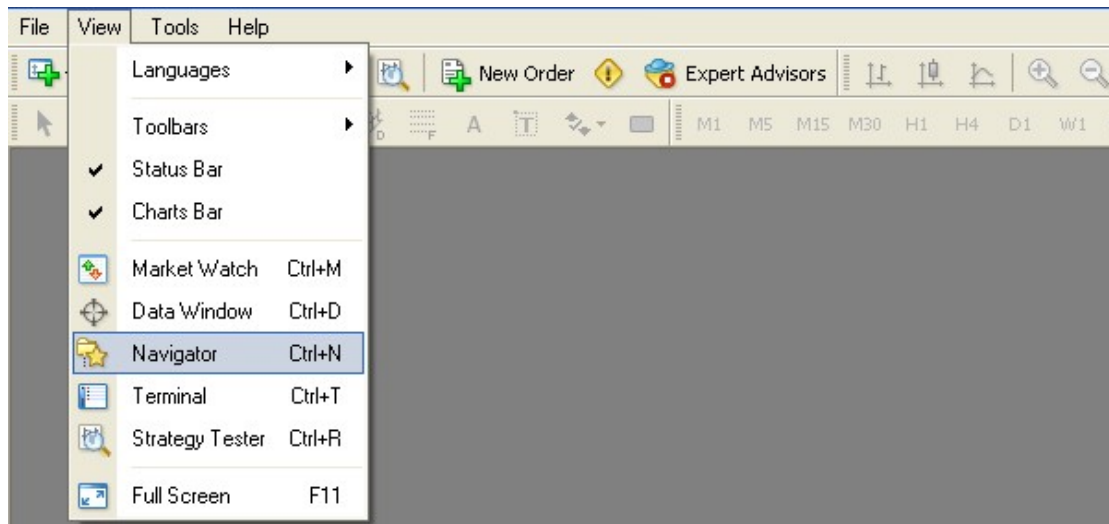 File View Tools Help
New Order Expert Advisors
A T M1 M5 M15 M30 H1 H4 D1 W1
Languages
Toolbars
Status Bar
Charts Bar
Market Watch Ctrl+M
Data Window Ctrl+D
Navigator Ctrl+N
Terminal Ctrl+T
Strategy Tester Ctrl+R
Full Screen F11